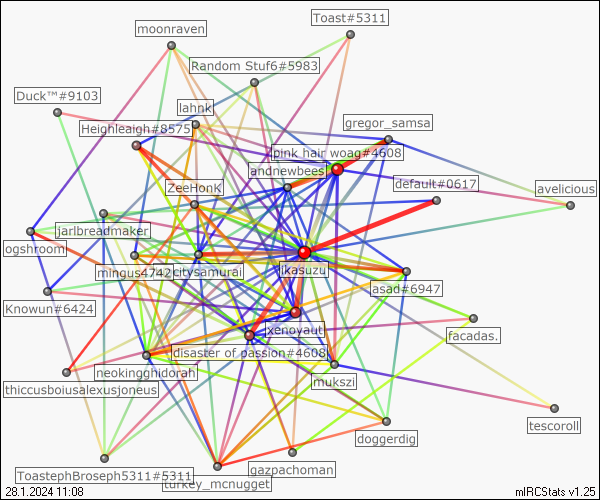 Toast#5311
moonraven
Random Stuf6#5983
Duck™#9103
lahnk
gregor_samsa
Heighleaigh#8575
pink hair woag#4608
andnewbees
default#0617
ZeeHonk
avelicious
jarlbreadmaker
ogshroom
mingus4742
citysamurai
ikasuzu
asad#6947
Knowun#6424
xenoyaut
facadas.
disaster of passion#4608
neokingghidorah
mukszi
thiccusboiusalexusjoneus
tescoroll
doggerdig
gazpachoman
ToastephBroseph5311#5311
turkey_mcnugget
28.1.2024 11:08
mIRCStats v1.25